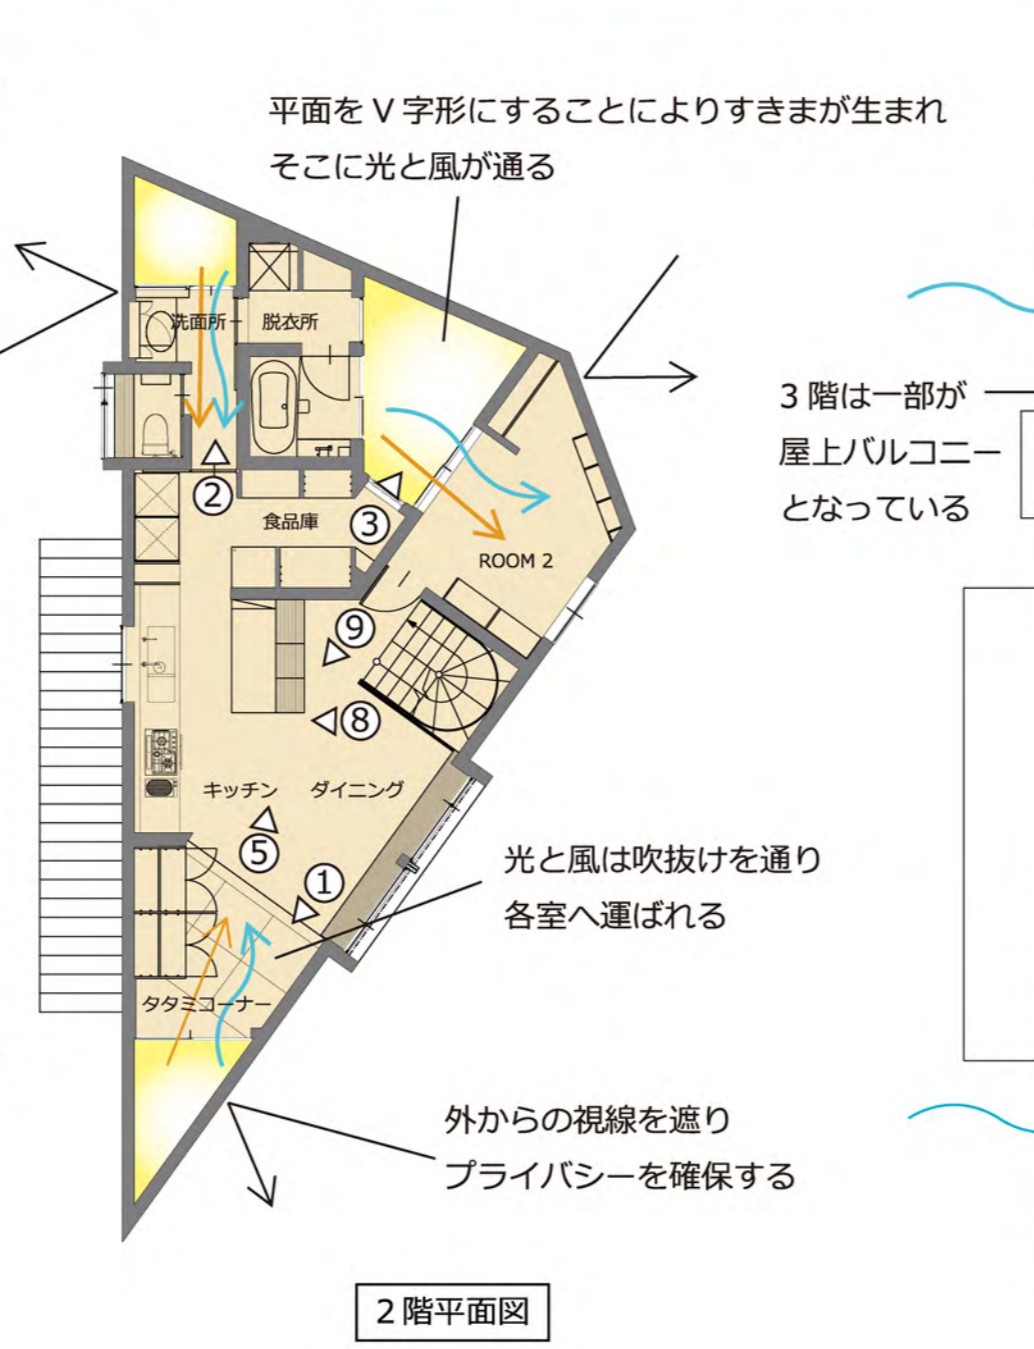 平面をV字形にすることによりすきまが生まれ
そこに光と風が通る
洗面所
脱衣所
3階は一部が
屋上バルコニー
となっている
②
食品庫
③
ROOM 2
⑨
⑧
キッチン
ダイニング
⑤
①
光と風は吹抜けを通り
各室へ運ばれる
タタミコーナー
外からの視線を遮り
プライバシーを確保する
2階平面図